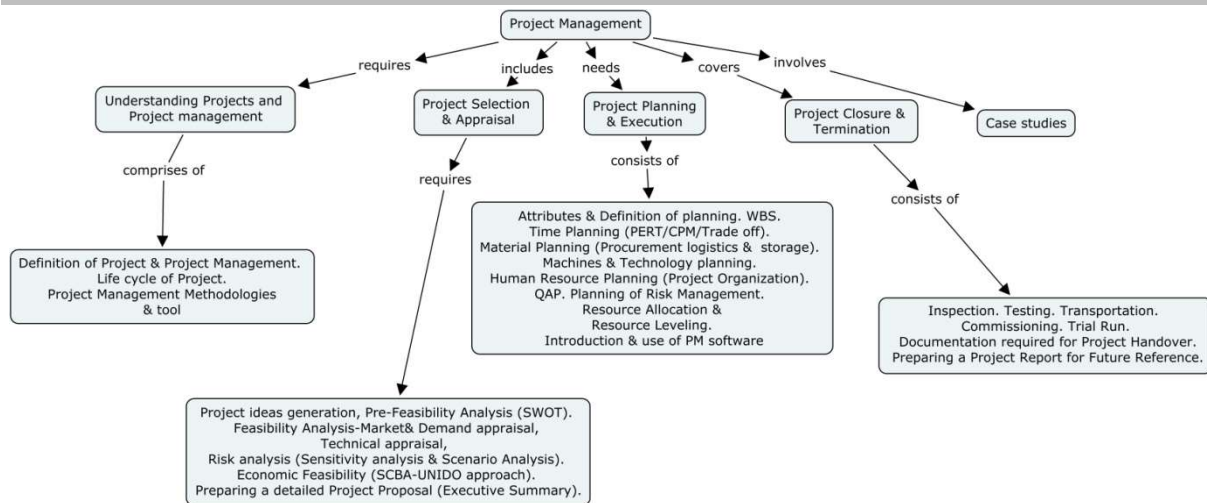 Project Management
requires
includes
needs
covers
involves
Understanding Projects and
Project management
Project Selection
& Appraisal
Project Planning
& Execution
Project Closure &
Termination
Case studies
comprises of
requires
consists of
consists of
Definition of Project & Project Management.
Life cycle of Project.
Project Management Methodologies
& tool
Attributes & Definition of planning. WBS.
Time Planning (PERT/CPM/Trade off).
Material Planning (Procurement logistics & storage).
Machines & Technology planning.
Human Resource Planning (Project Organization).
QAP. Planning of Risk Management.
Resource Allocation &
Resource Leveling.
Introduction & use of PM software
Inspection. Testing. Transportation.
Commissioning. Trial Run.
Documentation required for Project Handover.
Preparing a Project Report for Future Reference.
Project ideas generation, Pre-Feasibility Analysis (SWOT).
Feasibility Analysis-Market& Demand appraisal,
Technical appraisal,
Risk analysis (Sensitivity analysis & Scenario Analysis).
Economic Feasibility (SCBA-UNIDO approach).
Preparing a detailed Project Proposal (Executive Summary).